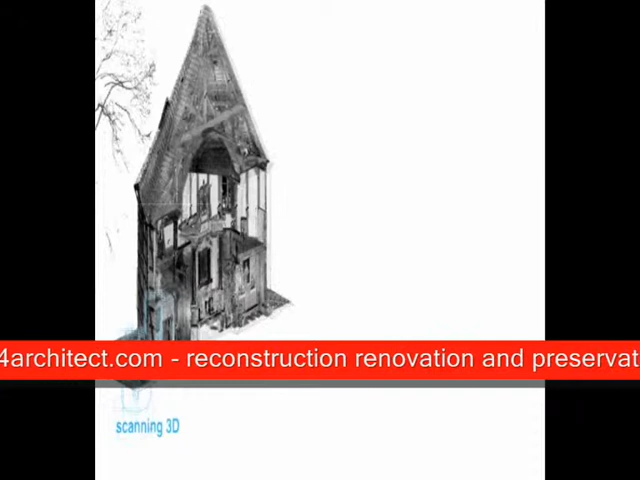 4architect.com - reconstruction renovation and preservat
scanning 3D